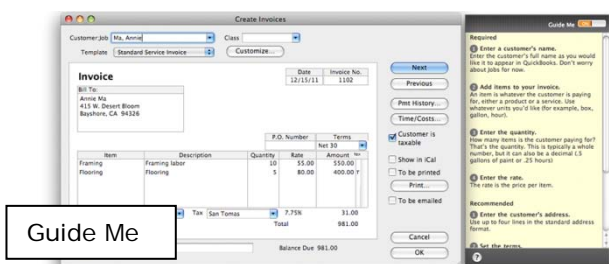 Create Invoices
Guide Me ON
Customer:Job Ma, Annie Class
Template Standard Service Invoice Customize...
Invoice
Date Invoice No.
12/15/11 1102
Bill To:
Annie Ma
415 W. Desert Bloom
Bayshore, CA 94326
P.O. Number Terms
Net 30
Item Description Quantity Rate Amount
Framing Framing labor 10 55.00 550.00
Flooring Flooring 5 80.00 400.00 T
Tax San Tomas 7.75% 31.00
Total 981.00
Balance Due 981.00
Next
Previous
Pmt History...
Time/Costs...
Customer is
taxable
Show in iCal
To be printed
Print...
To be emailed
Cancel
OK
Required
1 Enter a customer's name.
Enter the customer's full name as you would
like it to appear in QuickBooks. Don't worry
about Jobs for now.
2 Add items to your invoice.
An item is whatever the customer is paying
for, either a product or a service. Use
whatever units you'd like (for example, box,
gallon, hour).
3 Enter the quantity.
How many items is the customer paying for?
That's the quantity. This is typically a whole
number, but it can also be a decimal (.5
gallons of paint or .25 hours)
4 Enter the rate.
The rate is the price per item.
Recommended
5 Enter the customer's address.
Use up to four lines in the standard address
format.
6 Set the terms.
?
Guide Me